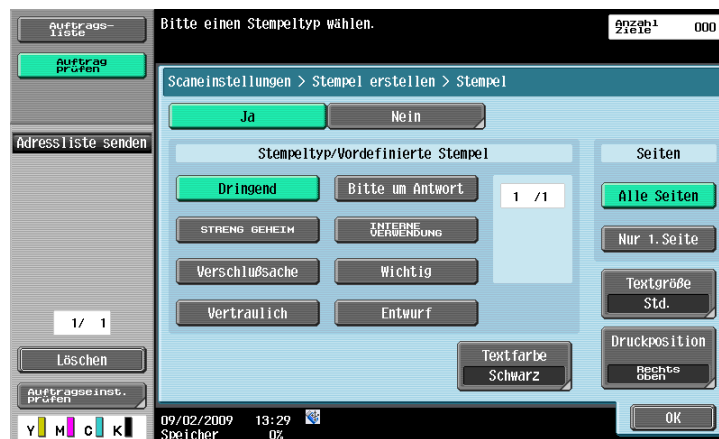 Auftrags-
liste
Bitte einen Stempeltyp wählen.
Anzahl
Ziele
000
Auftrag
prüfen
Scaneinstellungen > Stempel erstellen > Stempel
Ja
Nein
Adressliste senden
Stempeltyp/Vordefinierte Stempel
Seiten
Dringend
Bitte um Antwort
1 /1
Alle Seiten
STRENG GEHEIM
INTERNE
VERWENDUNG
Nur 1.Seite
Verschlußsache
Wichtig
Textgröße
Std.
Vertraulich
Entwurf
1/ 1
Druckposition
Rechts
oben
Löschen
Textfarbe
Schwarz
Auftragseinst.
prüfen
OK
Y M C K
09/02/2009 13:29
Speicher 0%